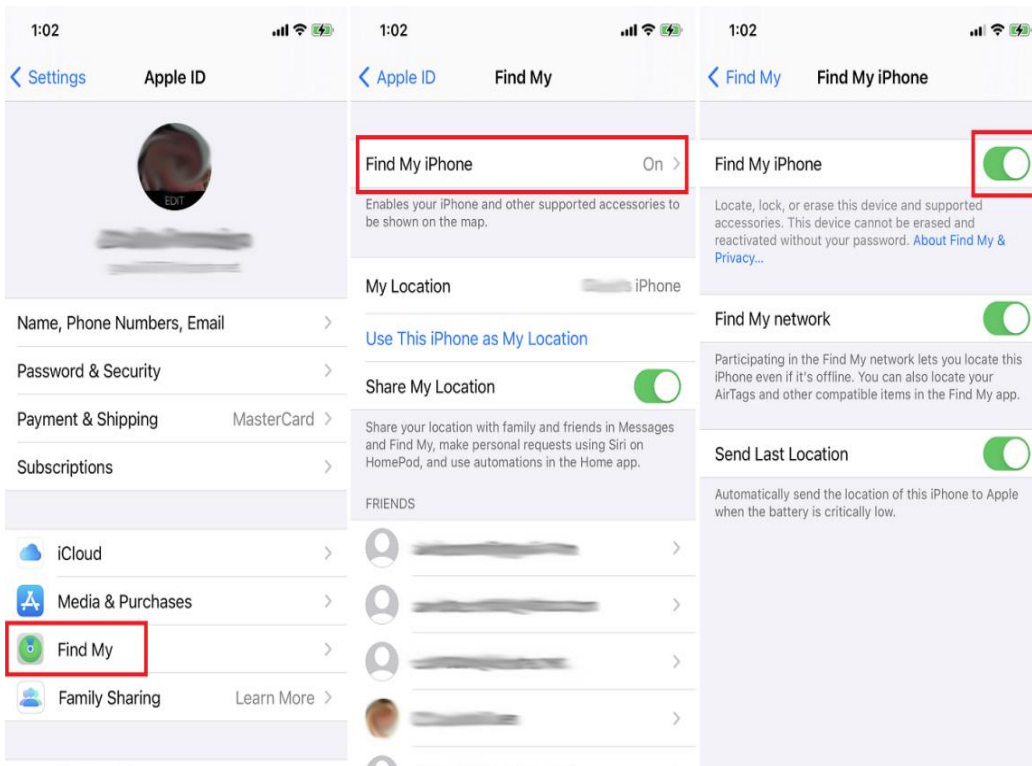 1:02
Settings
Apple ID
EDIT
Name, Phone Numbers, Email
Password & Security
Payment & Shipping MasterCard
Subscriptions
iCloud
Media & Purchases
Find My
Family Sharing Learn More
1:02
Apple ID
Find My
Find My iPhone On
Enables your iPhone and other supported accessories to
be shown on the map.
My Location iPhone
Use This iPhone as My Location
Share My Location
Share your location with family and friends in Messages
and Find My, make personal requests using Siri on
HomePod, and use automations in the Home app.
FRIENDS
1:02
Find My
Find My iPhone
Find My iPhone
Locate, lock, or erase this device and supported
accessories. This device cannot be erased and
reactivated without your password. About Find My &
Privacy...
Find My network
Participating in the Find My network lets you locate this
iPhone even if it's offline. You can also locate your
AirTags and other compatible items in the Find My app.
Send Last Location
Automatically send the location of this iPhone to Apple
when the battery is critically low.